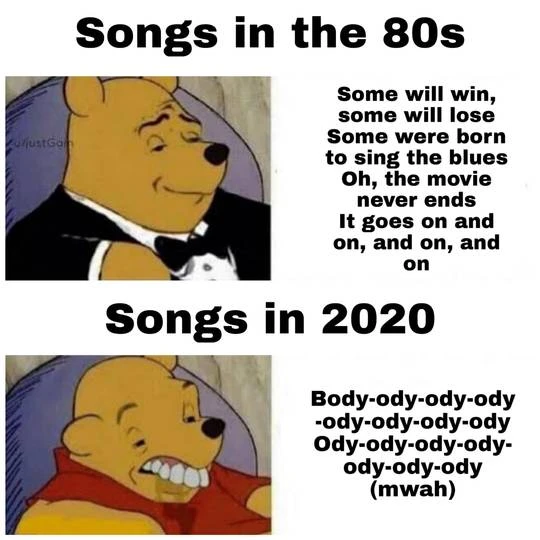 Songs in the 80s
u/justGain
Some will win,
some will lose
Some were born
to sing the blues
Oh, the movie
never ends
It goes on and
on, and on, and
on
Songs in 2020
Body-ody-ody-ody
-ody-ody-ody-ody
Ody-ody-ody-ody-
ody-ody-ody
(mwah)